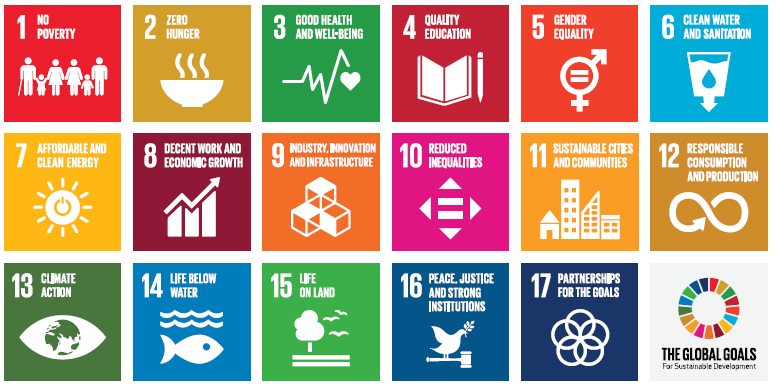 1 NO
POVERTY
2 ZERO
HUNGER
3 GOOD HEALTH
AND WELL-BEING
4 QUALITY
EDUCATION
5 GENDER
EQUALITY
6 CLEAN WATER
AND SANITATION
7 AFFORDABLE AND
CLEAN ENERGY
8 DECENT WORK AND
ECONOMIC GROWTH
9 INDUSTRY, INNOVATION
AND INFRASTRUCTURE
10 REDUCED
INEQUALITIES
11 SUSTAINABLE CITIES
AND COMMUNITIES
12 RESPONSIBLE
CONSUMPTION
AND PRODUCTION
13 CLIMATE
ACTION
14 LIFE BELOW
WATER
15 LIFE
ON LAND
16 PEACE, JUSTICE
AND STRONG
INSTITUTIONS
17 PARTNERSHIPS
FOR THE GOALS
THE GLOBAL GOALS
For Sustainable Development